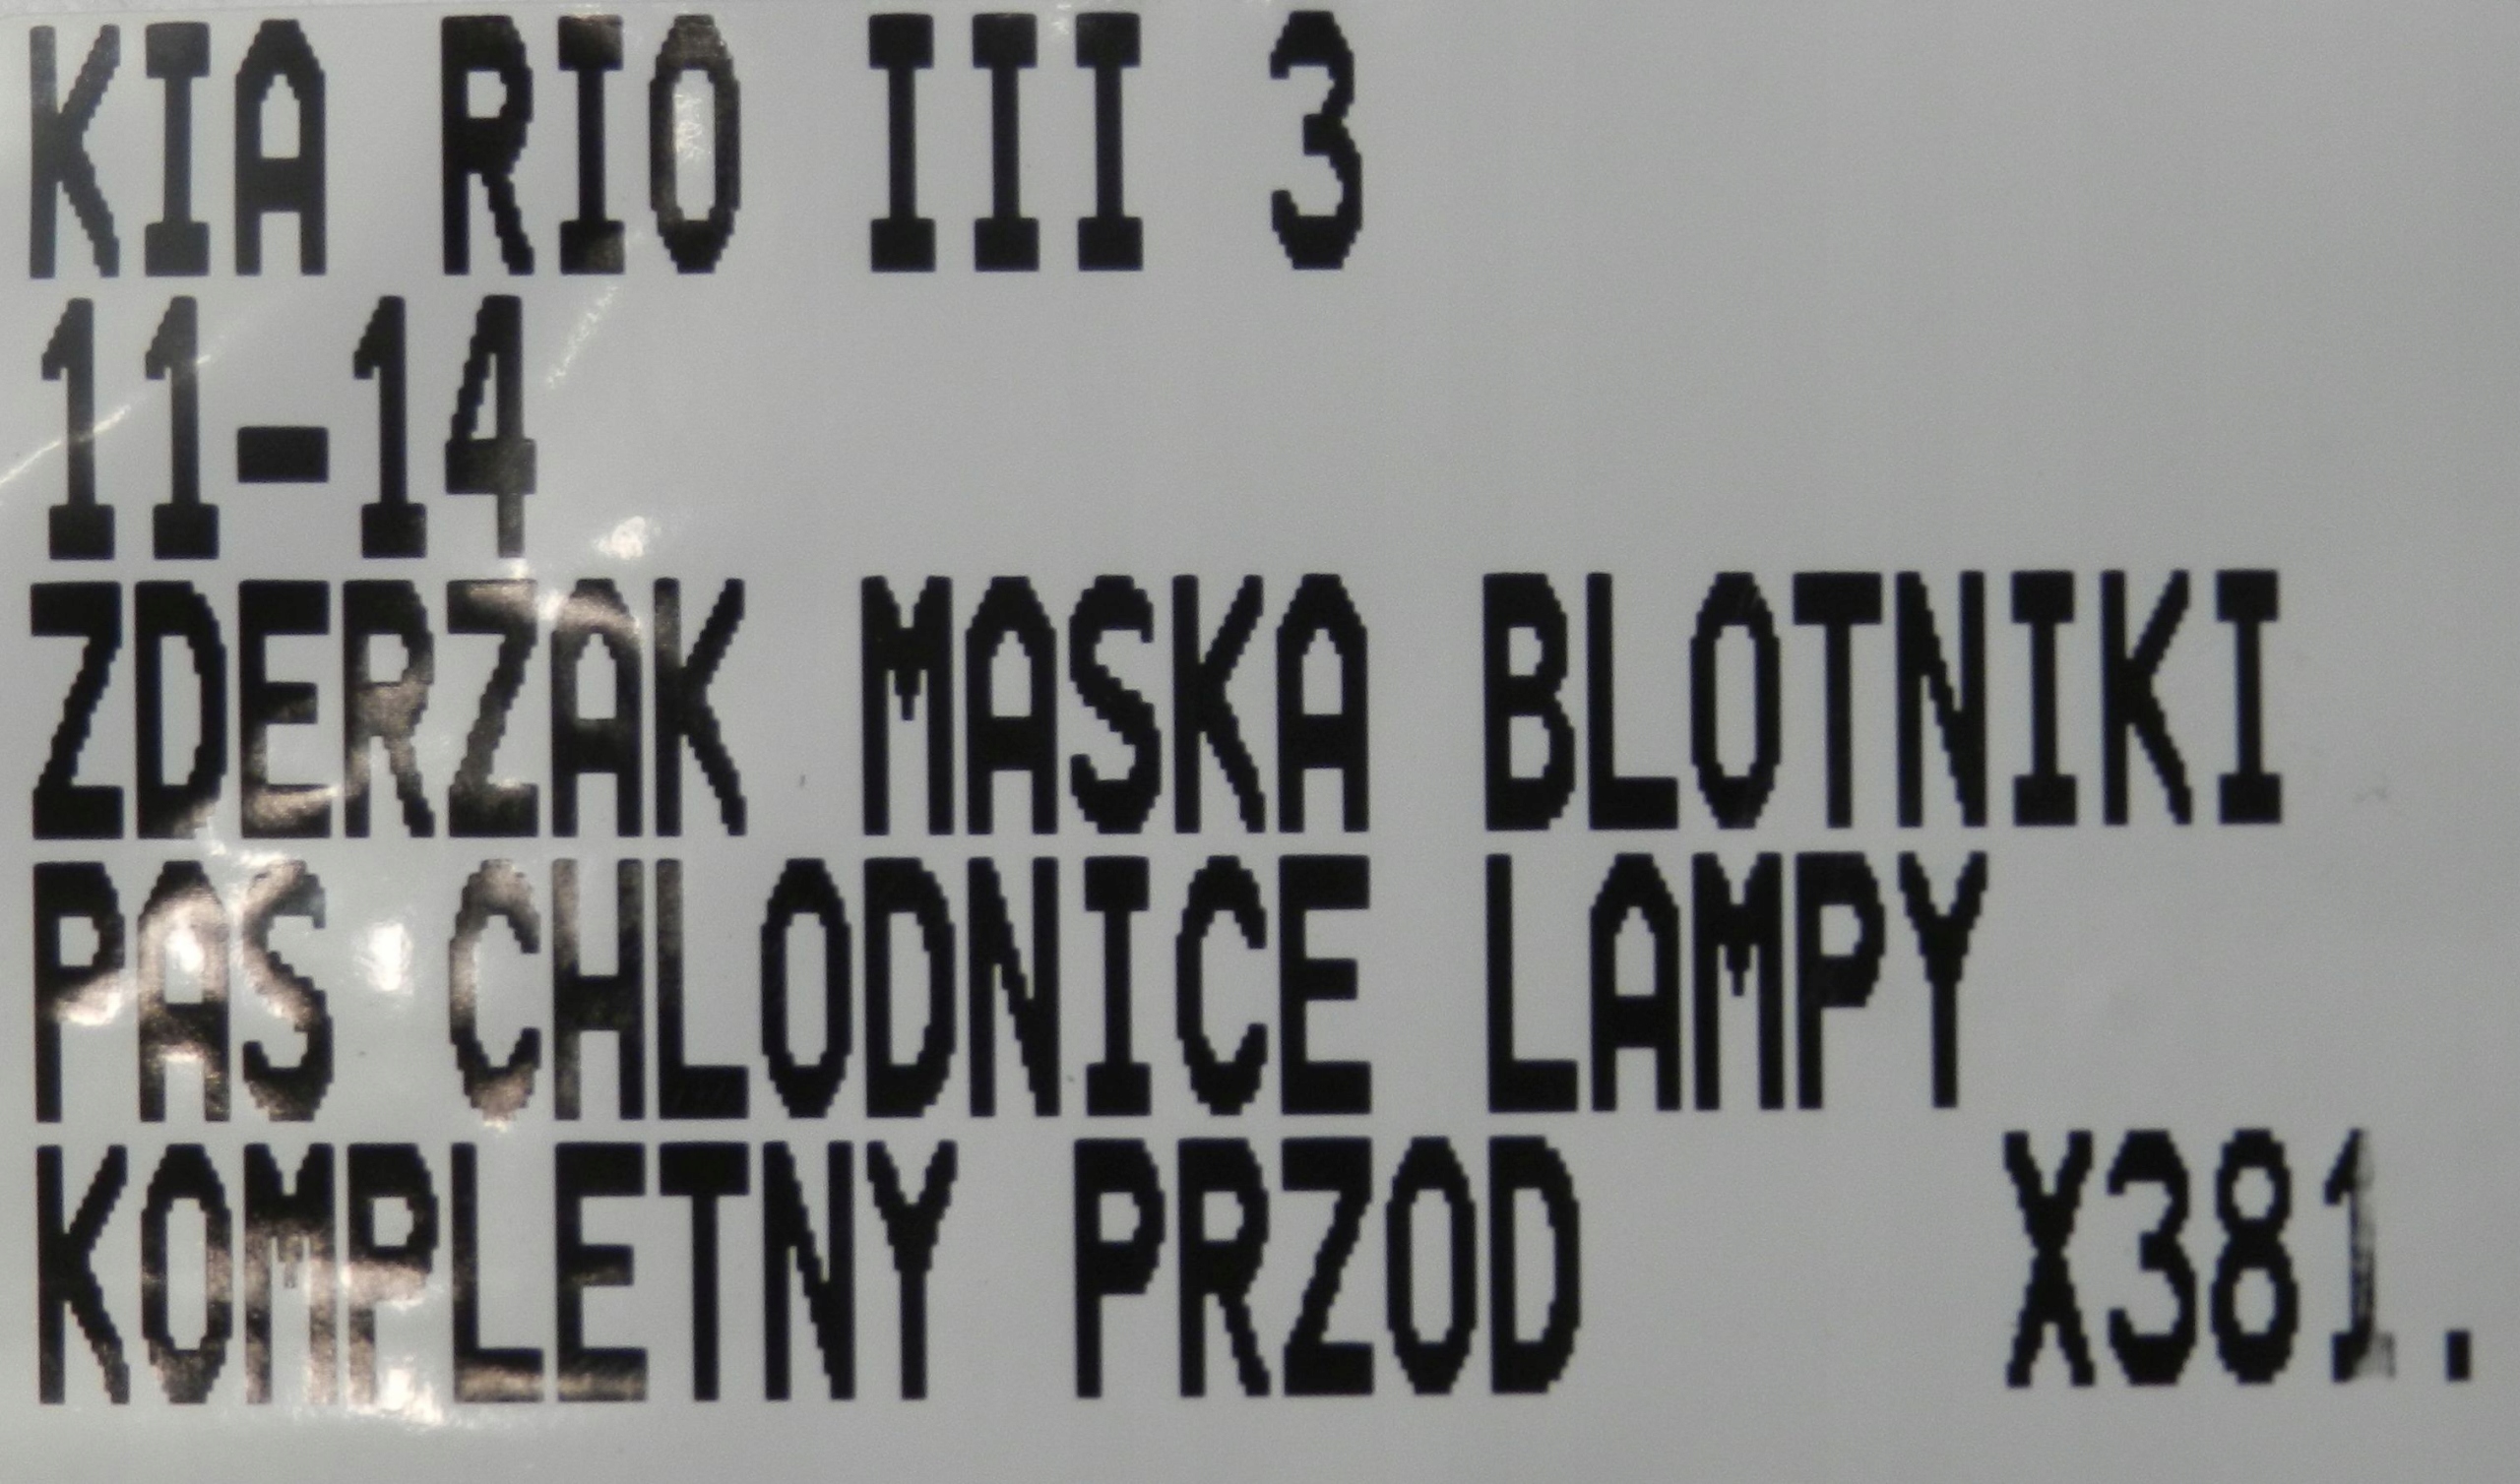 KIA RIO III 3
11-14
ZDERZAK MASKA BLOTNIKI
PAS CHLODNICE LAMPY
KOMPLETNY PRZOD X381.